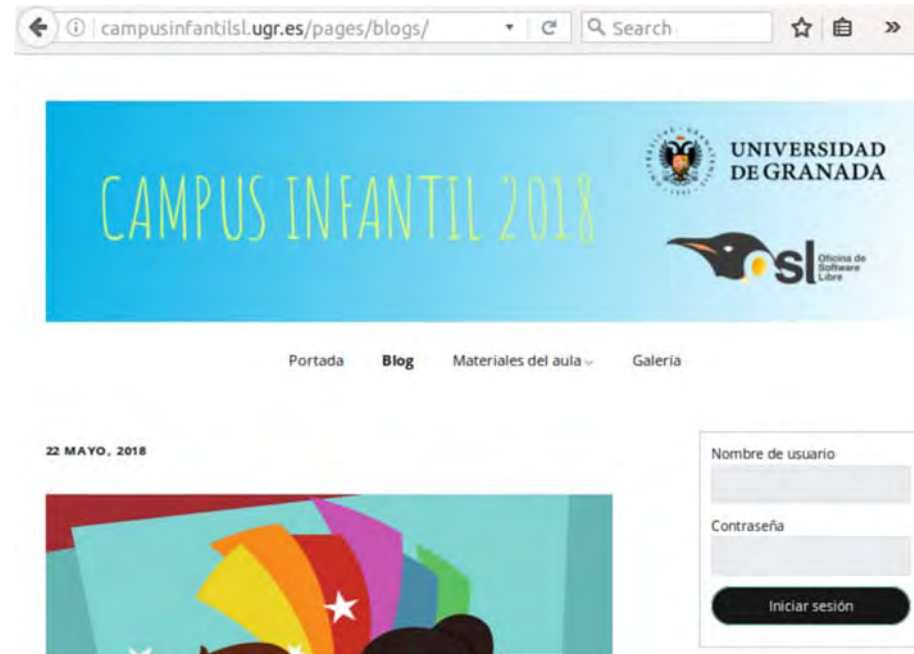 campusinfantilsl.ugr.es/pages/blogs/
Search
CAMPUS INFANTIL 2018
UNIVERSIDAD
DE GRANADA
osl
Oficina de
Software
Libre
Portada Blog Materiales del aula Galería
22 MAYO, 2018
Nombre de usuario
Contraseña
Iniciar sesión